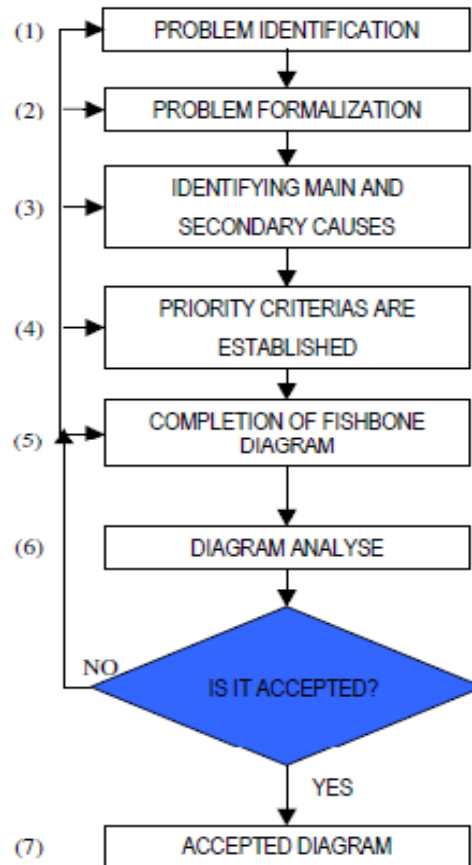 (1) PROBLEM IDENTIFICATION
(2) PROBLEM FORMALIZATION
(3) IDENTIFYING MAIN AND
SECONDARY CAUSES
(4) PRIORITY CRITERIAS ARE
ESTABLISHED
(5) COMPLETION OF FISHBONE
DIAGRAM
(6) DIAGRAM ANALYSE
NO
IS IT ACCEPTED?
YES
(7) ACCEPTED DIAGRAM